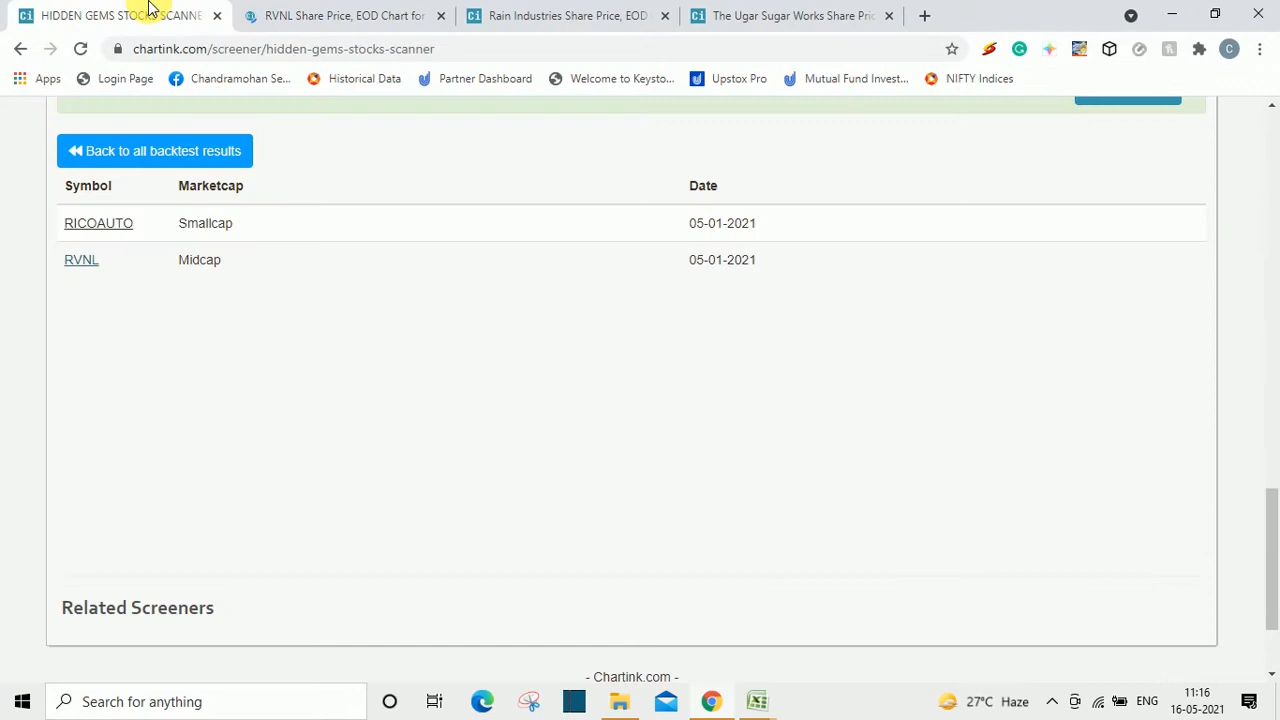 HIDDEN GEMS STOCKS SCANNE
RVNL Share Price, EOD Chart for
Rain Industries Share Price, EOD
The Ugar Sugar Works Share Pric
chartink.com/screener/hidden-gems-stocks-scanner
C
Apps
Login Page
Chandramohan Se...
Historical Data
Partner Dashboard
Welcome to Keysto...
Upstox Pro
Mutual Fund Invest...
NIFTY Indices
Back to all backtest results
Symbol Marketcap Date
RICOAUTO Smallcap 05-01-2021
RVNL Midcap 05-01-2021
Related Screeners
- Chartink.com -
Search for anything
27°C Haze
ENG
11:16
16-05-2021